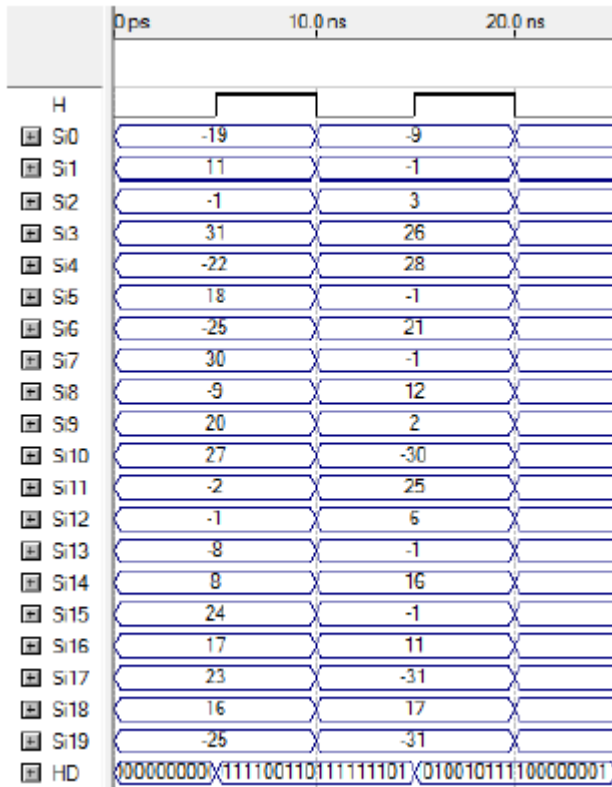 0 ps 10.0 ns 20.0 ns
H
Si0 -19 -9
Si1 11 -1
Si2 -1 3
Si3 31 26
Si4 -22 28
Si5 18 -1
Si6 -25 21
Si7 30 -1
Si8 -9 12
Si9 20 2
Si10 27 -30
Si11 -2 25
Si12 -1 6
Si13 -8 -1
Si14 8 16
Si15 24 -1
Si16 17 11
Si17 23 -31
Si18 16 17
Si19 -25 -31
HD